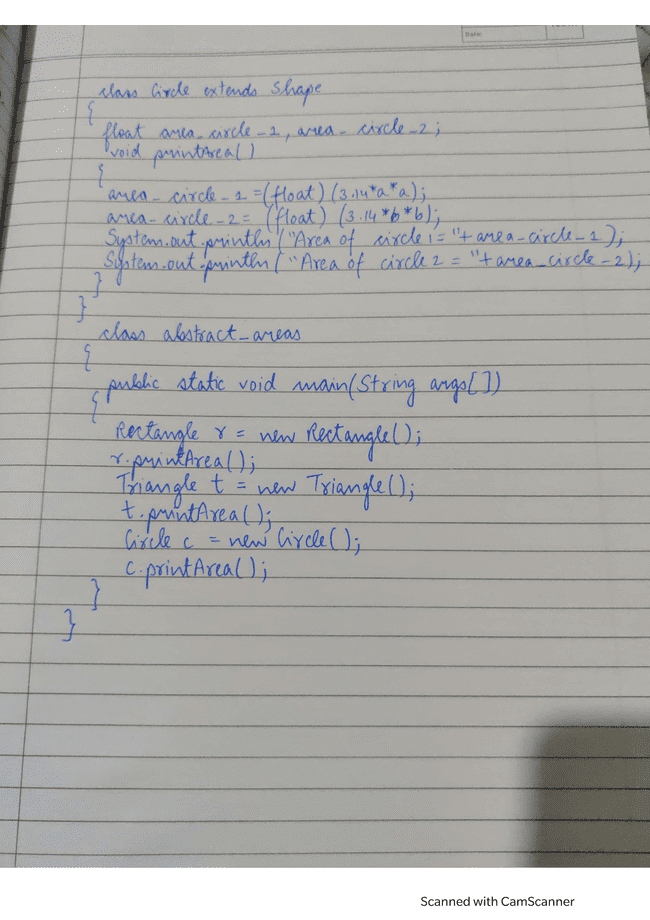 Date:
class Circle extends Shape
{
float area_circle_1, area_circle_2;
void printArea()
{
area_circle_1 = (float) (3.14*a*a);
area_circle_2 = (float) (3.14*b*b);
System.out.println("Area of circle 1 = "+ area_circle_1);
System.out.println("Area of circle 2 = "+ area_circle_2);
}
}
class abstract_areas
{
public static void main(String args[])
{
Rectangle r = new Rectangle();
r.printArea();
Triangle t = new Triangle();
t.printArea();
Circle c = new Circle();
c.printArea();
}
}
Scanned with CamScanner